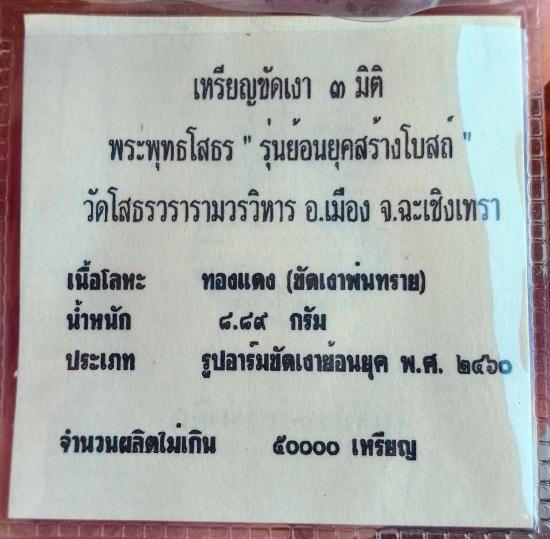 เหรียญขัดเงา ๓ มิติ
พระพุทธโสธร " รุ่นย้อนยุคสร้างโบสถ์ "
วัดโสธรวรารามวรวิหาร อ.เมือง จ.ฉะเชิงเทรา
เนื้อโลหะ ทองแดง (ขัดเงาพ่นทราย)
น้ำหนัก ๘.๘๙ กรัม
ประเภท รูปอาร์มขัดเงาย้อนยุค พ.ศ. ๒๔๖๐
จำนวนผลิตไม่เกิน ๕๐๐๐๐ เหรียญ